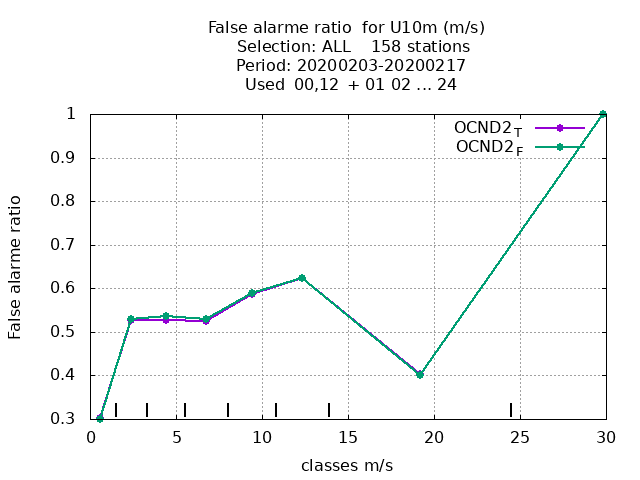 False alarme ratio  for U10m (m/s)
Selection: ALL    158 stations
Period: 20200203-20200217
Used  00,12  + 01 02 ... 24
OCND2T
OCND2F
False alarme ratio
1
0.9
0.8
0.7
0.6
0.5
0.4
0.3
0 5 10 15 20 25 30
classes m/s